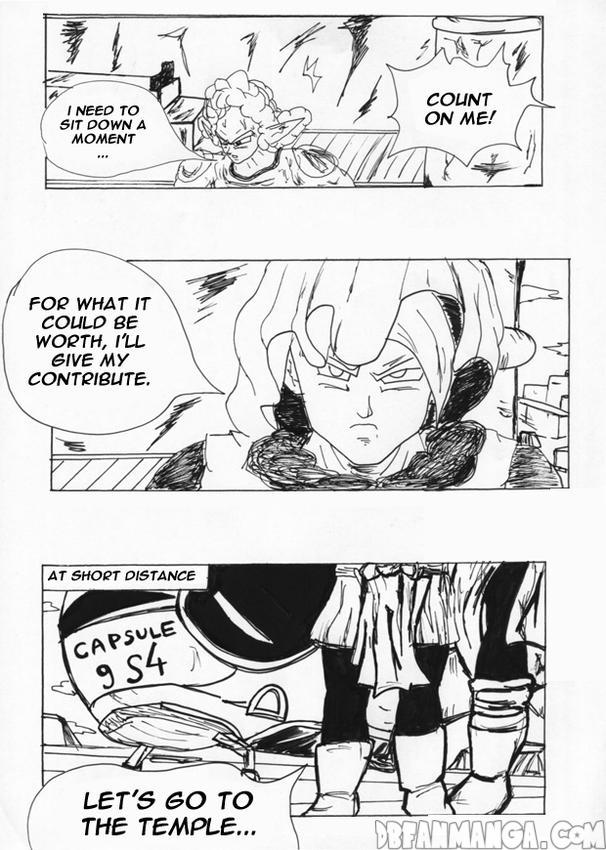 I NEED TO
SIT DOWN A
MOMENT
...
COUNT
ON ME!
FOR WHAT IT
COULD BE
WORTH, I'LL
GIVE MY
CONTRIBUTE.
AT SHORT DISTANCE
CAPSULE
9 S4
LET'S GO TO
THE TEMPLE...
DBFANMANGA.COM